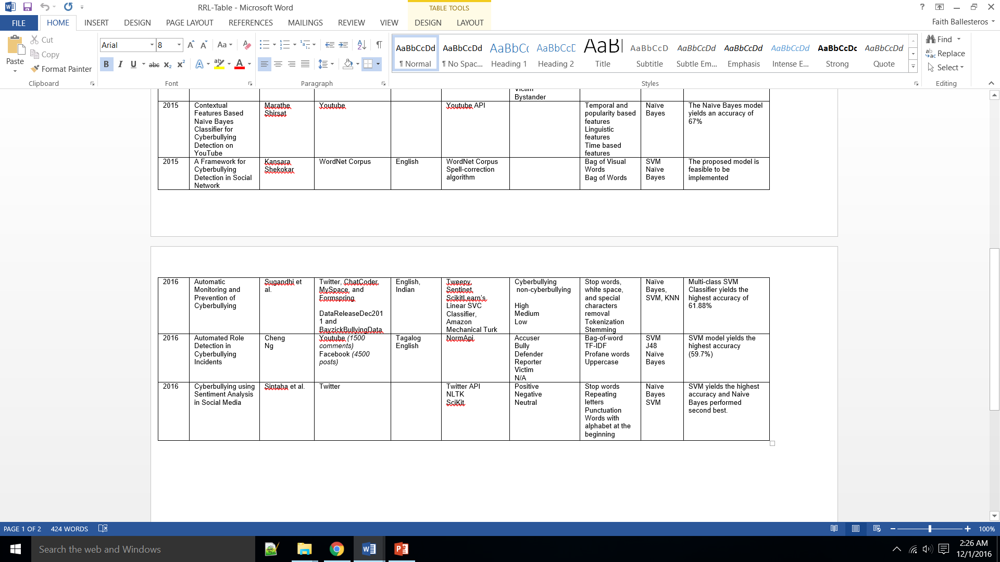 RRL-Table - Microsoft Word
TABLE TOOLS
?
FILE
HOME INSERT DESIGN PAGE LAYOUT REFERENCES MAILINGS REVIEW VIEW DESIGN LAYOUT
Faith Ballesteros
Paste
Cut
Copy
Format Painter
Clipboard
Arial 8
Font
Paragraph
AaBbCcDd
¶ Normal
AaBbCcDd
¶ No Spac...
AaBbCc
Heading 1
AaBbCcD
Heading 2
AaBl
Title
AaBbCcD
Subtitle
AaBbCcDd
Subtle Em...
AaBbCcDd
Emphasis
AaBbCcDd
Intense E...
AaBbCcDc
Strong
AaBbCcDd
Quote
Styles
Find
Replace
Select
Editing
Victim
Bystander
2015
Contextual
Features Based
Naïve Bayes
Classifier for
Cyberbullying
Detection on
YouTube
Marathe
Shirsat
Youtube
Youtube API
Temporal and
popularity based
features
Linguistic
features
Time based
features
Naïve
Bayes
The Naïve Bayes model
yields an accuracy of
67%
2015
A Framework for
Cyberbullying
Detection in Social
Network
Kansara
Shekokar
WordNet Corpus
English
WordNet Corpus
Spell-correction
algorithm
Bag of Visual
Words
Bag of Words
SVM
Naïve
Bayes
The proposed model is
feasible to be
implemented
2016
Automatic
Monitoring and
Prevention of
Cyberbullying
Sugandhi et
al.
Twitter, ChatCoder,
MySpace, and
Formspring
DataReleaseDec201
1 and
BayzickBullyingData
English,
Indian
Tweepy,
Sentinet,
ScikitLearn's
Linear SVC
Classifier,
Amazon
Mechanical Turk
Cyberbullying
non-cyberbullying
High
Medium
Low
Stop words,
white space,
and special
characters
removal
Tokenization
Stemming
Naïve
Bayes,
SVM, KNN
Multi-class SVM
Classifier yields the
highest accuracy of
61.88%
2016
Automated Role
Detection in
Cyberbullying
Incidents
Cheng
Ng
Youtube (1500
comments)
Facebook (4500
posts)
Tagalog
English
NormApi
Accuser
Bully
Defender
Reporter
Victim
N/A
Bag-of-word
TF-IDF
Profane words
Uppercase
SVM
J48
Naïve
Bayes
SVM model yields the
highest accuracy
(59.7%)
2016
Cyberbullying using
Sentiment Analysis
in Social Media
Sintaha et al.
Twitter
Twitter API
NLTK
SciKit
Positive
Negative
Neutral
Stop words
Repeating
letters
Punctuation
Words with
alphabet at the
beginning
Naïve
Bayes
SVM
SVM yields the highest
accuracy and Naive
Bayes performed
second best.
PAGE 1 OF 2 424 WORDS
100%
Search the web and Windows
2:26 AM
12/1/2016